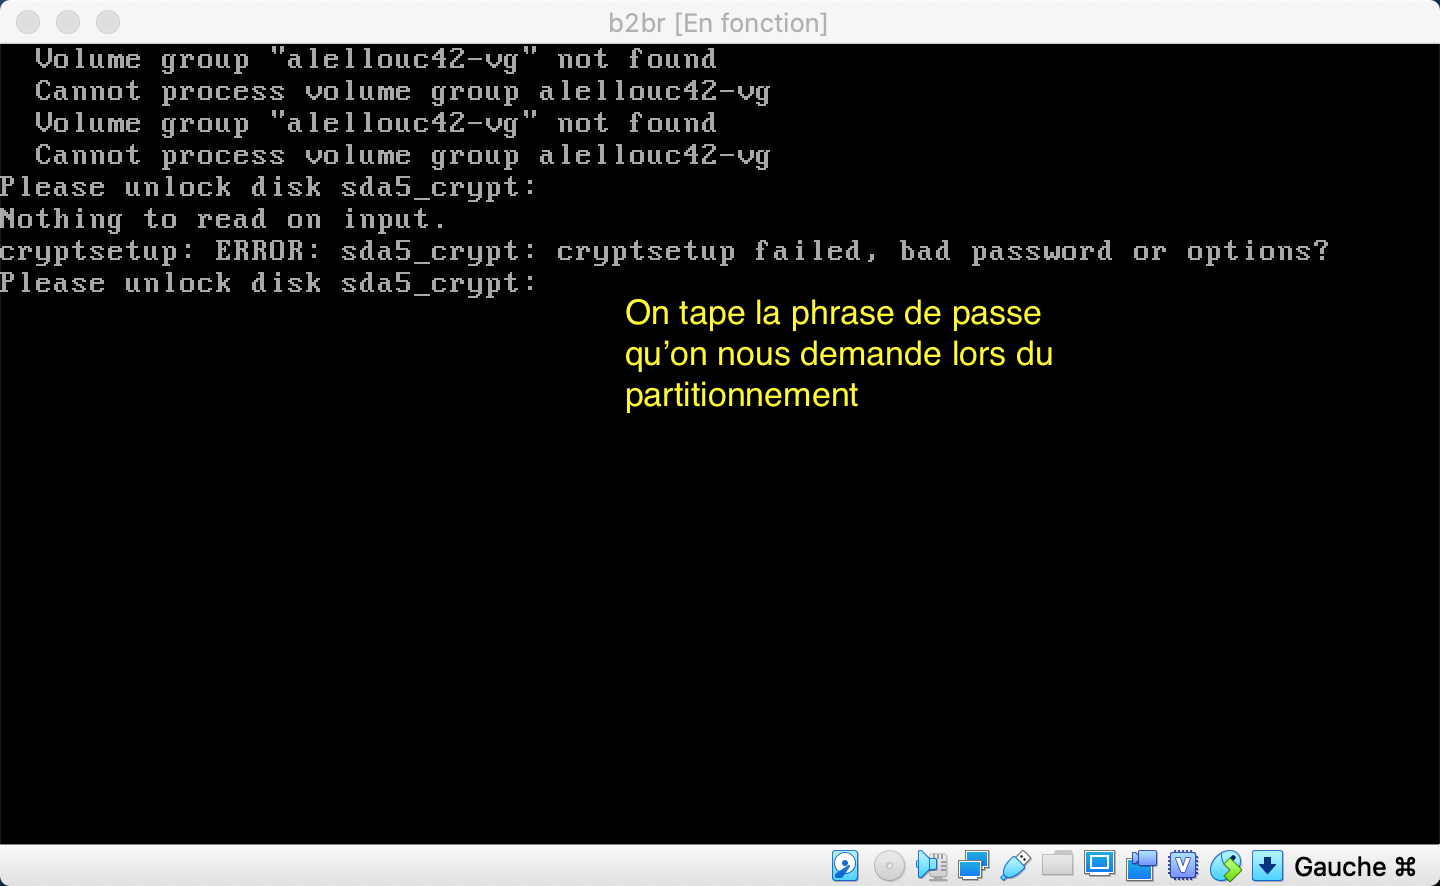 b2br [En fonction]
Volume group "alellouc42-vg" not found
Cannot process volume group alellouc42-vg
Volume group "alellouc42-vg" not found
Cannot process volume group alellouc42-vg
Please unlock disk sda5_crypt:
Nothing to read on input.
cryptsetup: ERROR: sda5_crypt: cryptsetup failed, bad password or options?
Please unlock disk sda5_crypt:
On tape la phrase de passe
qu’on nous demande lors du
partitionnement
Gauche ⌘